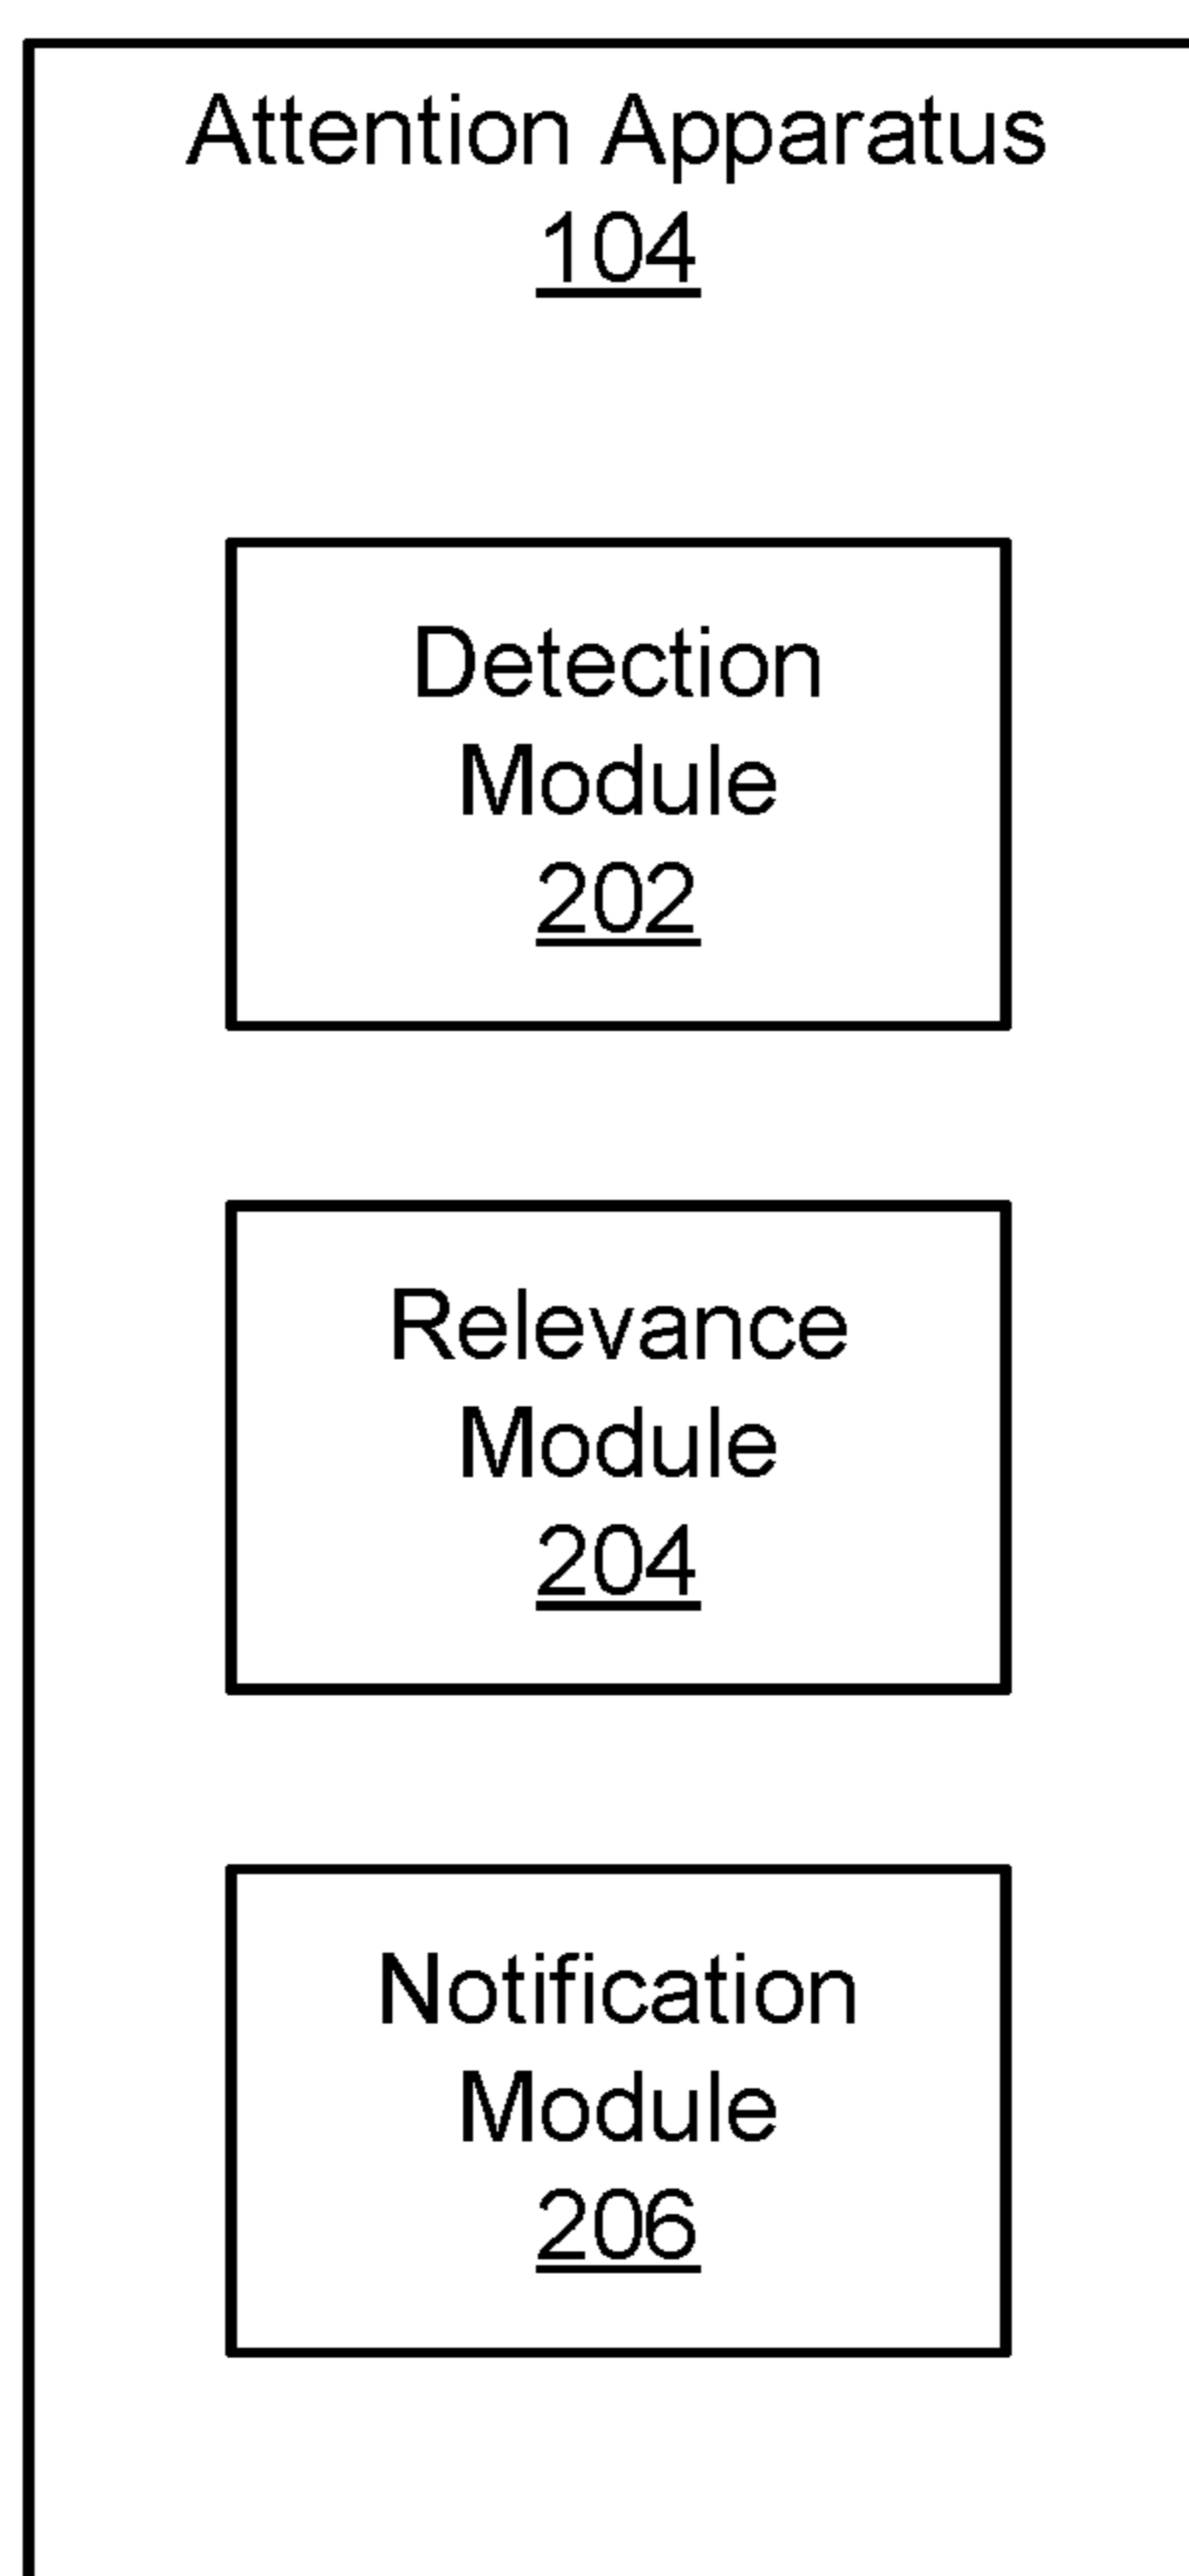 Attention Apparatus
104
Detection
Module
202
Relevance
Module
204
Notification
Module
206